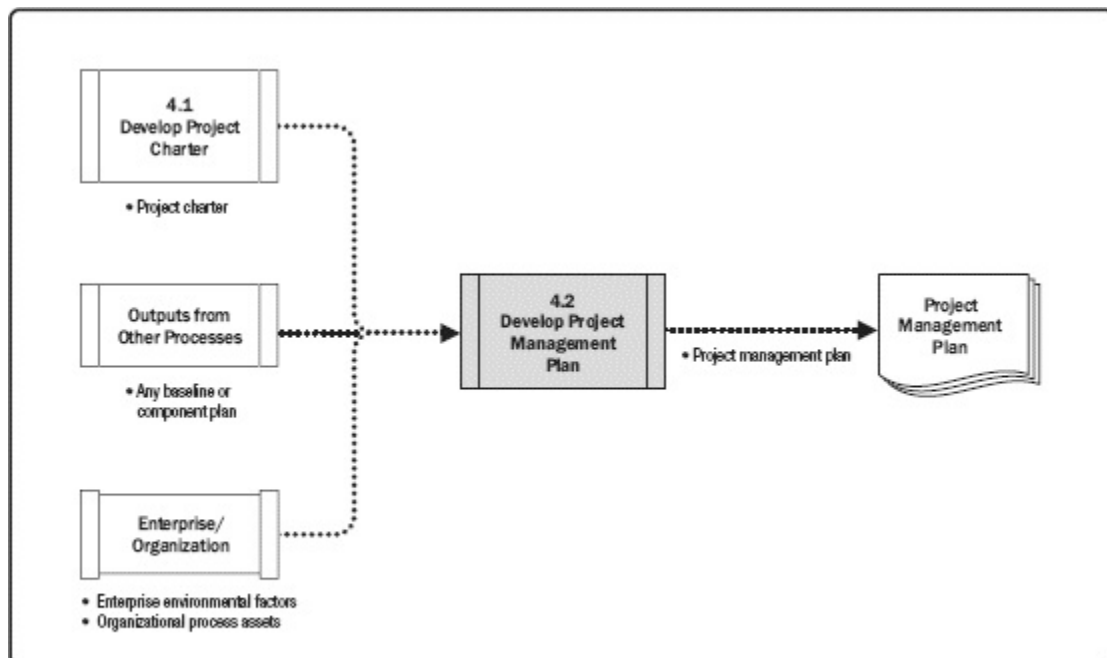 4.1
Develop Project
Charter
• Project charter
Outputs from
Other Processes
• Any baseline or
component plan
Enterprise/
Organization
• Enterprise environmental factors
• Organizational process assets
4.2
Develop Project
Management
Plan
• Project management plan
Project
Management
Plan